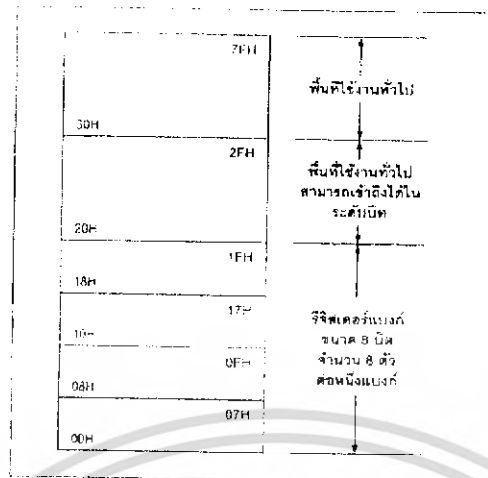 7FH
พื้นที่ใช้งานทั่วไป
30H
2FH
พื้นที่ใช้งานทั่วไป
สามารถเข้าถึงได้ใน
ระดับบิต
20H
1FH
18H
17H
10H
รีจิสเตอร์แบงก์
ขนาด 8 บิต
จำนวน 8 ตัว
ต่อหนึ่งแบงก์
0FH
08H
07H
00H